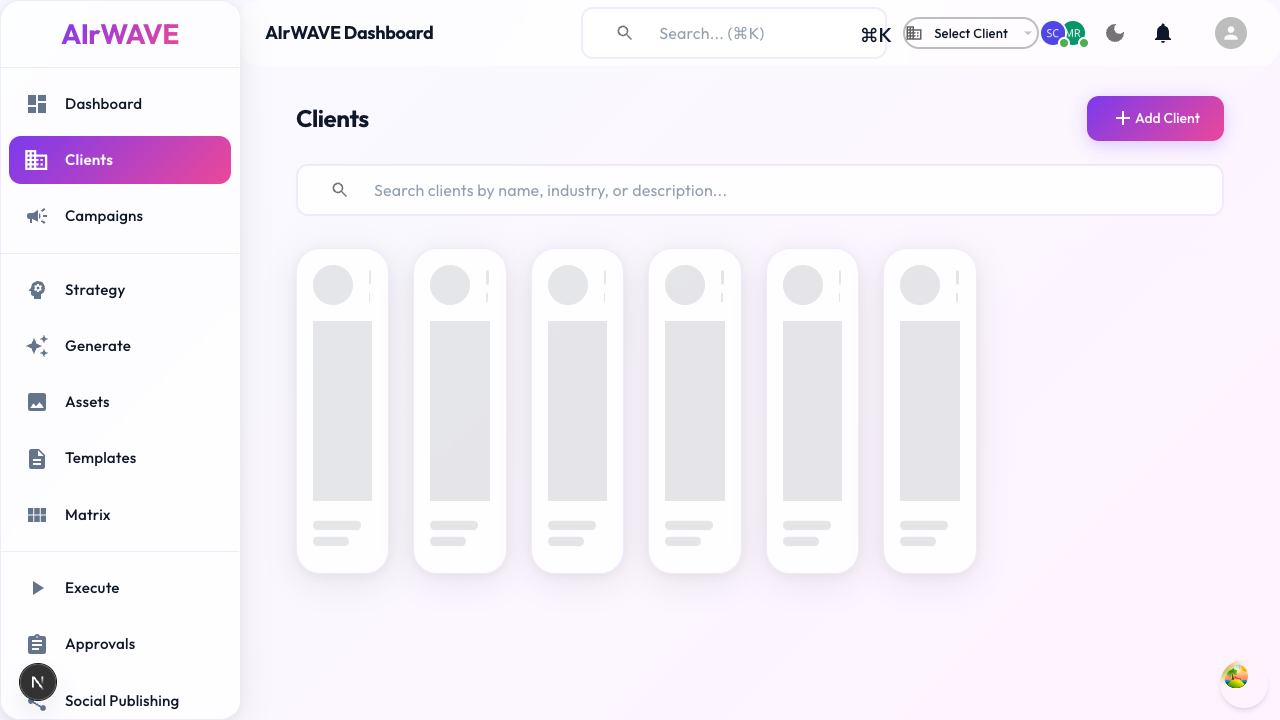 AIrWAVE
AIrWAVE Dashboard
Search... (⌘K)
⌘K
Select Client
SC
MR
Dashboard
Clients
Campaigns
Strategy
Generate
Assets
Templates
Matrix
Execute
Approvals
Social Publishing
N
Clients
Add Client
Search clients by name, industry, or description...